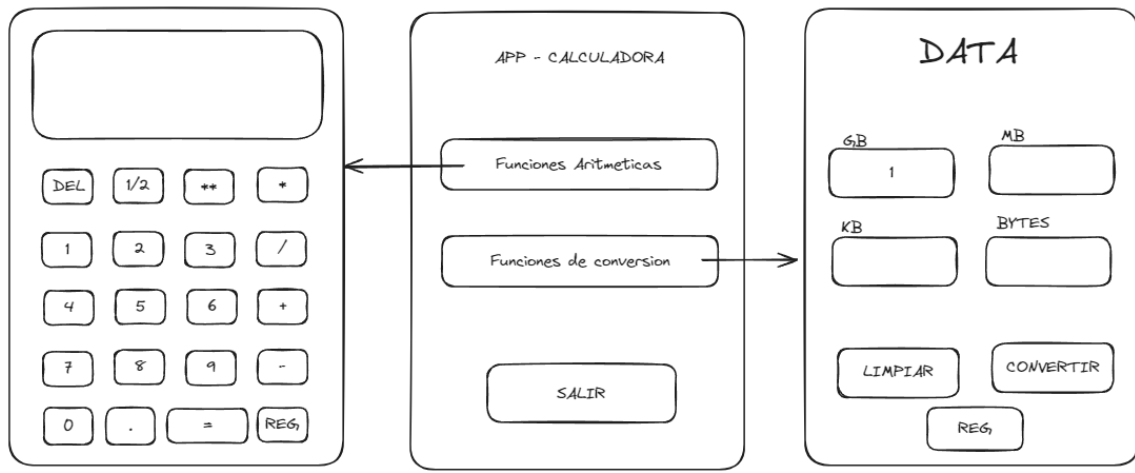 DEL 1/2 ** *
1 2 3 /
4 5 6 +
7 8 9 -
0 . = REG
APP - CALCULADORA
Funciones Aritmeticas
Funciones de conversion
SALIR
DATA
GB MB
1
KB BYTES
LIMPIAR CONVERTIR
REG